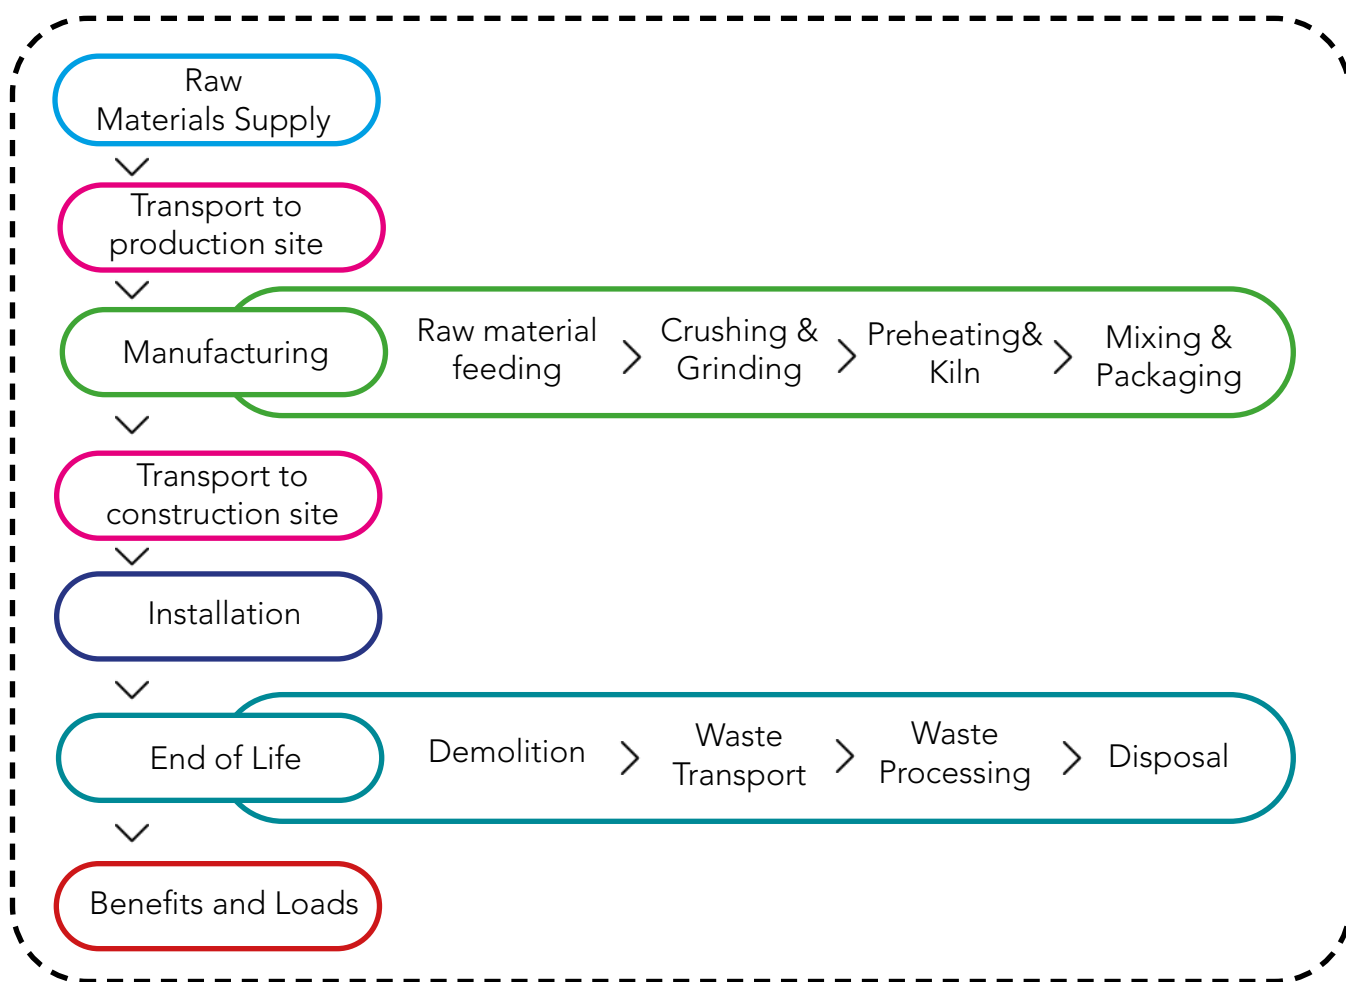 Raw
Materials Supply
Transport to
production site
Manufacturing
Raw material
feeding
Crushing &
Grinding
Preheating&
Kiln
Mixing &
Packaging
Transport to
construction site
Installation
End of Life
Demolition
Waste
Transport
Waste
Processing
Disposal
Benefits and Loads